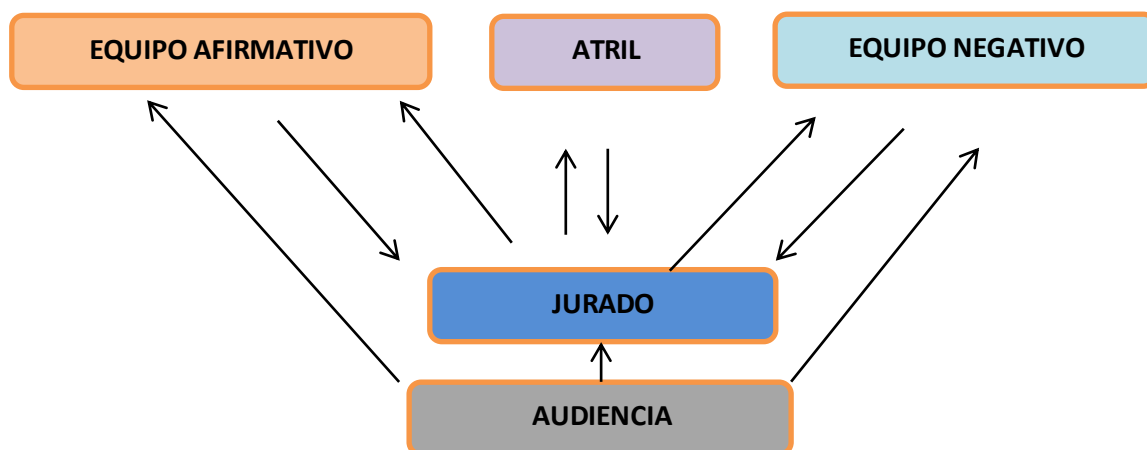 EQUIPO AFIRMATIVO
ATRIL
EQUIPO NEGATIVO
JURADO
AUDIENCIA